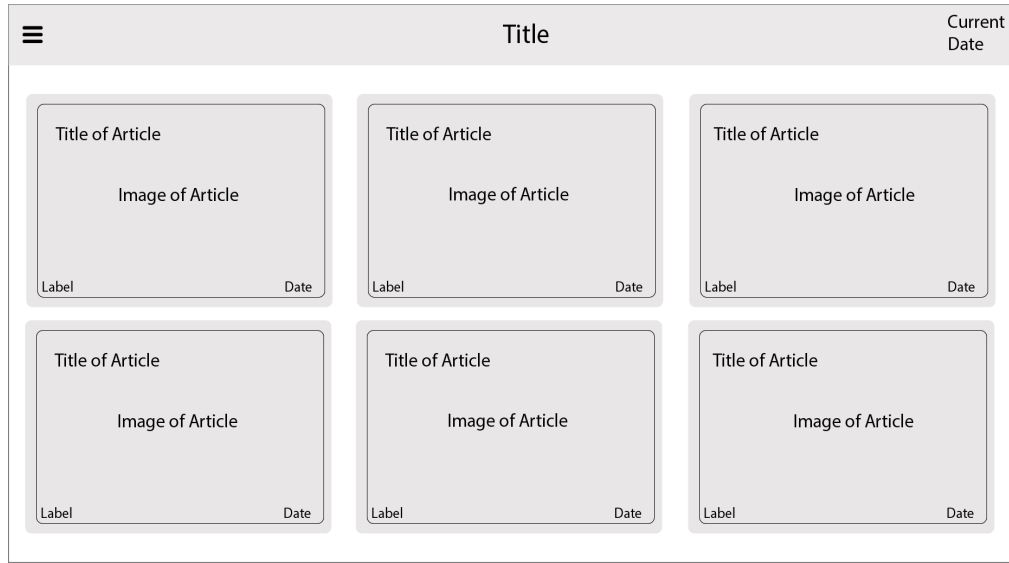 Title
Current
Date
Title of Article
Image of Article
Label
Date
Title of Article
Image of Article
Label
Date
Title of Article
Image of Article
Label
Date
Title of Article
Image of Article
Label
Date
Title of Article
Image of Article
Label
Date
Title of Article
Image of Article
Label
Date